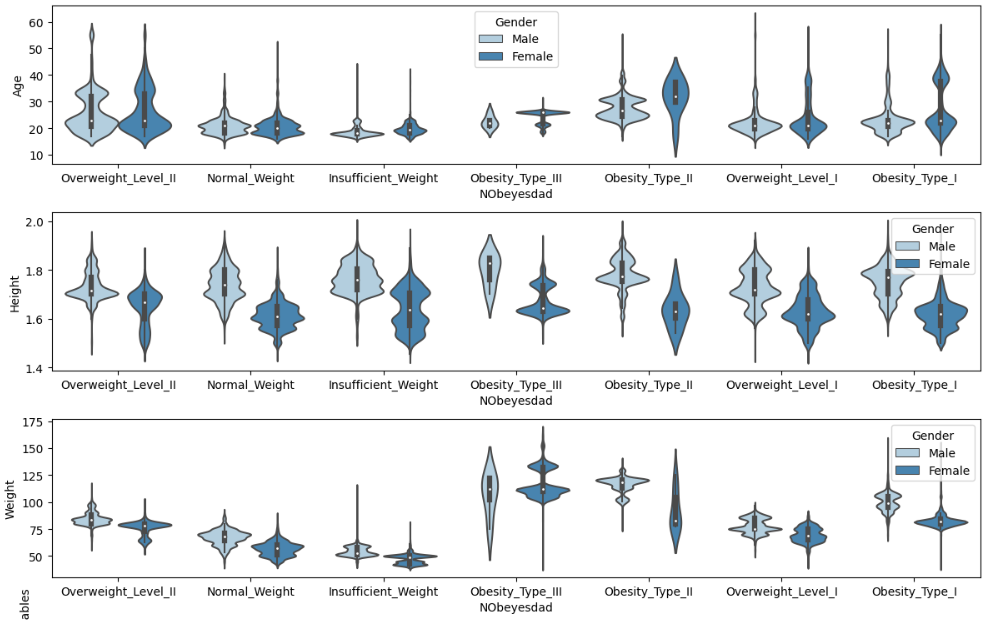 60
50
40
30
20
10
Age
Gender
Male
Female
Overweight_Level_II Normal_Weight Insufficient_Weight Obesity_Type_III Obesity_Type_II Overweight_Level_I Obesity_Type_I
NObeyesdad
2.0
1.8
1.6
1.4
Height
Gender
Male
Female
Overweight_Level_II Normal_Weight Insufficient_Weight Obesity_Type_III Obesity_Type_II Overweight_Level_I Obesity_Type_I
NObeyesdad
175
150
125
100
75
50
Weight
Gender
Male
Female
Overweight_Level_II Normal_Weight Insufficient_Weight Obesity_Type_III Obesity_Type_II Overweight_Level_I Obesity_Type_I
NObeyesdad
ables